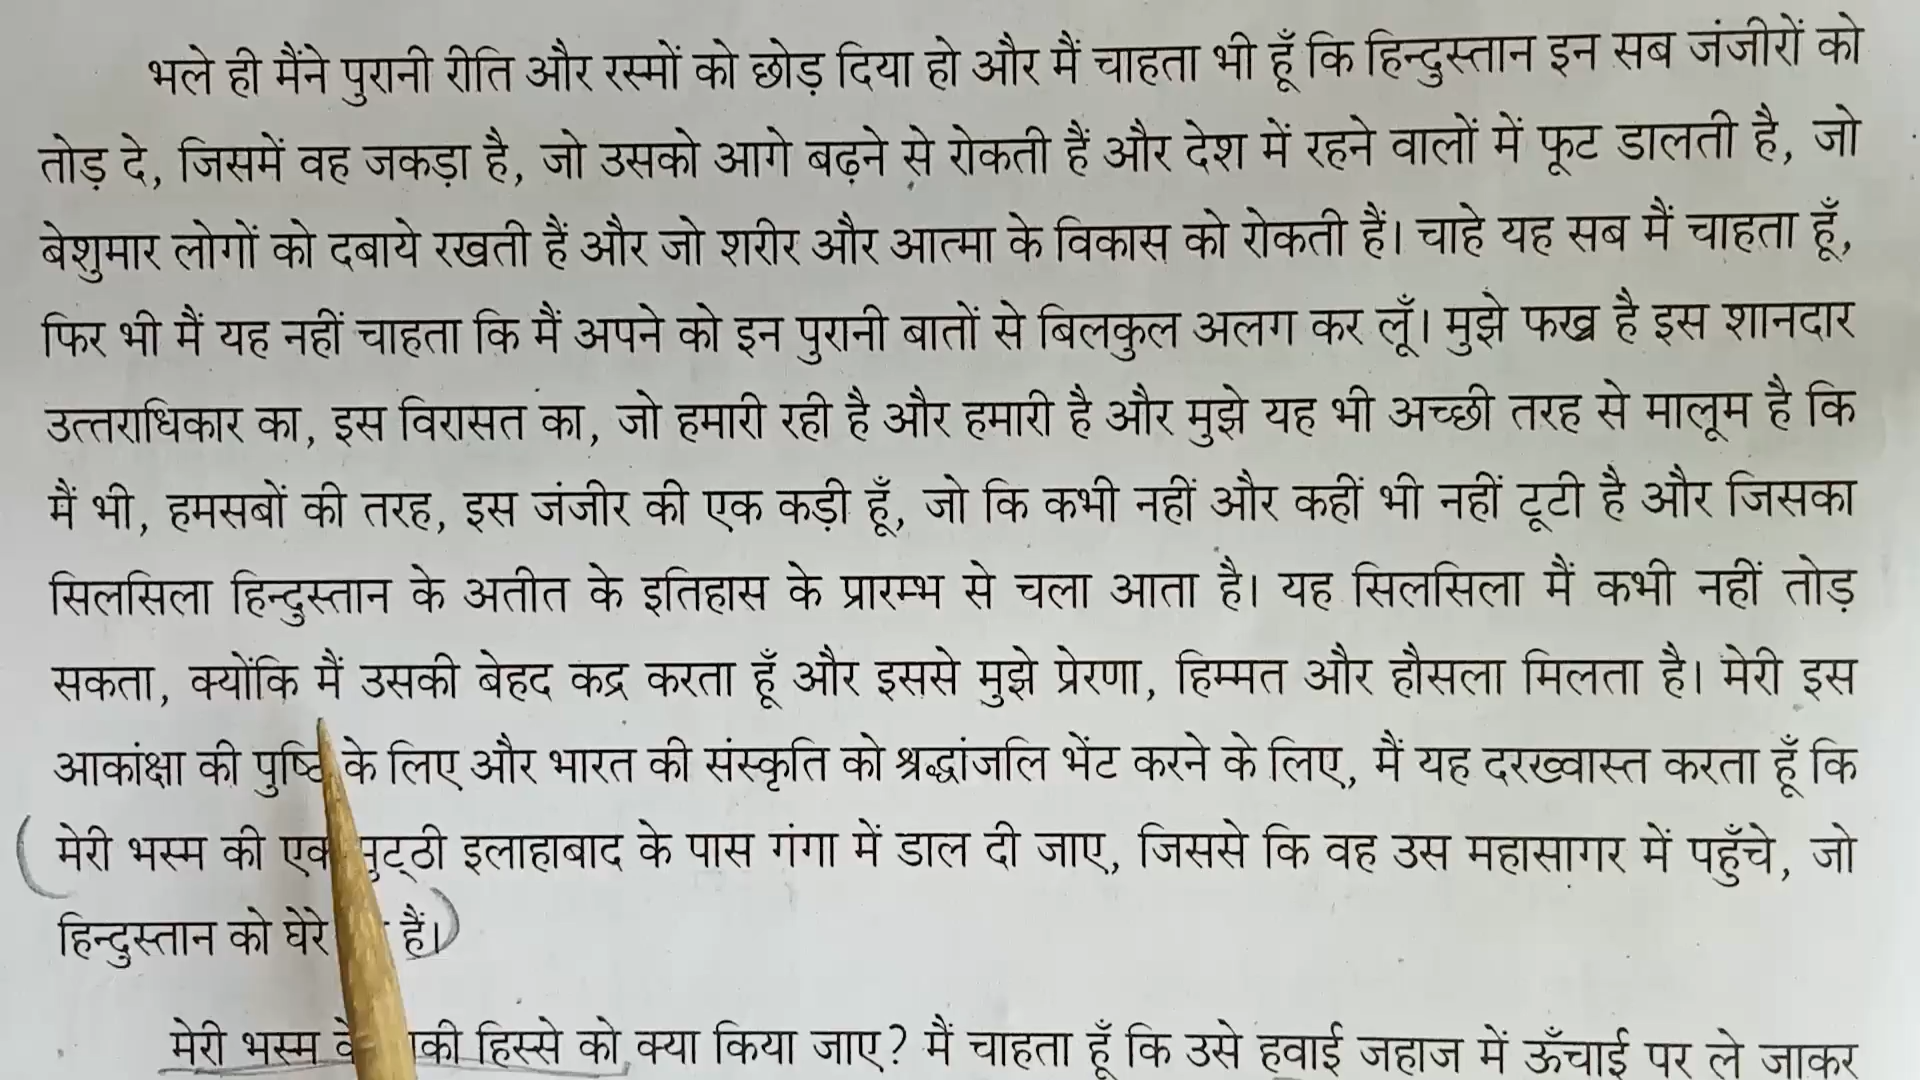 भले ही मैंने पुरानी रीति और रस्मों को छोड़ दिया हो और मैं चाहता भी हूँ कि हिन्दुस्तान इन सब जंजीरों को
तोड़ दे, जिसमें वह जकड़ा है, जो उसको आगे बढ़ने से रोकती हैं और देश में रहने वालों में फूट डालती है, जो
बेशुमार लोगों को दबाये रखती हैं और जो शरीर और आत्मा के विकास को रोकती हैं। चाहे यह सब मैं चाहता हूँ,
फिर भी मैं यह नहीं चाहता कि मैं अपने को इन पुरानी बातों से बिलकुल अलग कर लूँ। मुझे फख्र है इस शानदार
उत्तराधिकार का, इस विरासत का, जो हमारी रही है और हमारी है और मुझे यह भी अच्छी तरह से मालूम है कि
मैं भी, हमसबों की तरह, इस जंजीर की एक कड़ी हूँ, जो कि कभी नहीं और कहीं भी नहीं टूटी है और जिसका
सिलसिला हिन्दुस्तान के अतीत के इतिहास के प्रारम्भ से चला आता है। यह सिलसिला मैं कभी नहीं तोड़
सकता, क्योंकि मैं उसकी बेहद कद्र करता हूँ और इससे मुझे प्रेरणा, हिम्मत और हौसला मिलता है। मेरी इस
आकांक्षा की पुष्टि के लिए और भारत की संस्कृति को श्रद्धांजलि भेंट करने के लिए, मैं यह दरख्वास्त करता हूँ कि
मेरी भस्म की एक मुट्ठी इलाहाबाद के पास गंगा में डाल दी जाए, जिससे कि वह उस महासागर में पहुँचे, जो
हिन्दुस्तान को घेरे हैं।
मेरी भस्म हिस्से को क्या किया जाए? मैं चाहता हूँ कि उसे हवाई जहाज में ऊँचाई पर ले जाकर